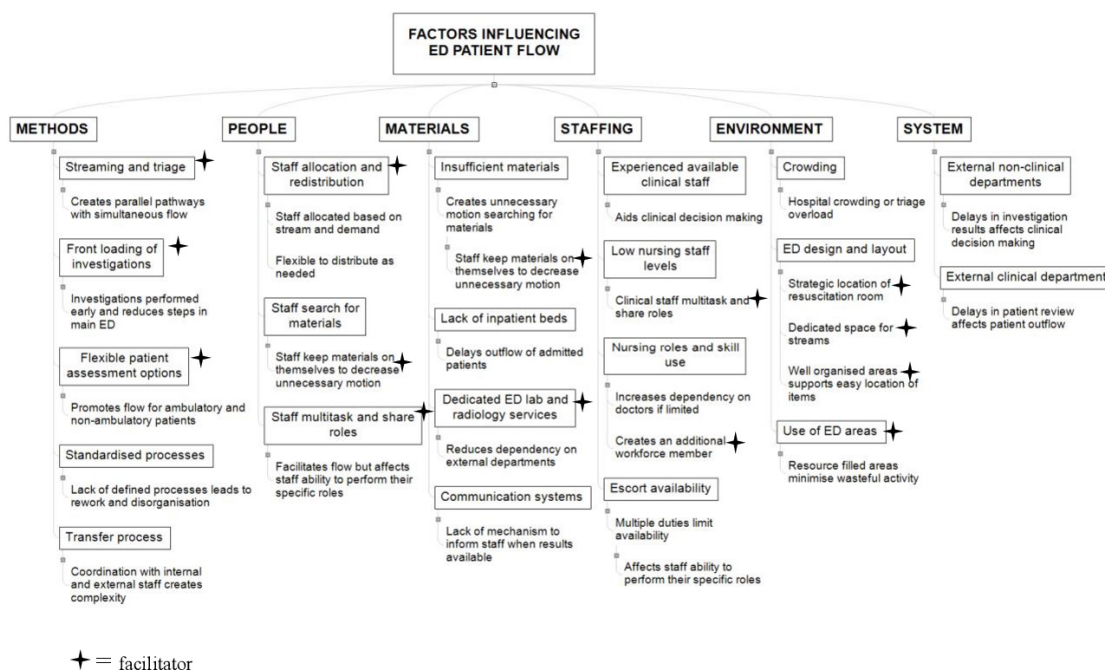 FACTORS INFLUENCING
ED PATIENT FLOW
METHODS
Streaming and triage
Creates parallel pathways
with simultaneous flow
Front loading of
investigations
Investigations performed
early and reduces steps in
main ED
Flexible patient
assessment options
Promotes flow for ambulatory and
non-ambulatory patients
Standardised processes
Lack of defined processes leads to
rework and disorganisation
Transfer process
Coordination with internal
and external staff creates
complexity
PEOPLE
Staff allocation and
redistribution
Staff allocated based on
stream and demand
Flexible to distribute as
needed
Staff search for
materials
Staff keep materials on
themselves to decrease
unnecessary motion
Staff multitask and share
roles
Facilitates flow but affects
staff ability to perform their
specific roles
MATERIALS
Insufficient materials
Creates unnecessary
motion searching for
materials
Staff keep materials on
themselves to decrease
unnecessary motion
Lack of inpatient beds
Delays outflow of admitted
patients
Dedicated ED lab and
radiology services
Reduces dependency on
external departments
Communication systems
Lack of mechanism to
inform staff when results
available
STAFFING
Experienced available
clinical staff
Aids clinical decision making
Low nursing staff
levels
Clinical staff multitask and
share roles
Nursing roles and skill
use
Increases dependency on
doctors if limited
Creates an additional
workforce member
Escort availability
Multiple duties limit
availability
Affects staff ability to
perform their specific roles
ENVIRONMENT
Crowding
Hospital crowding or triage
overload
ED design and layout
Strategic location of
resuscitation room
Dedicated space for
streams
Well organised areas
supports easy location of
items
Use of ED areas
Resource filled areas
minimise wasteful activity
SYSTEM
External non-clinical
departments
Delays in investigation
results affects clinical
decision making
External clinical department
Delays in patient review
affects patient outflow
= facilitator